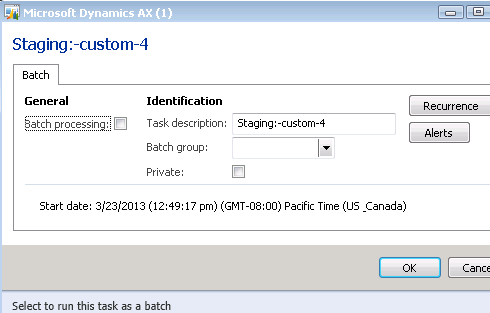 Microsoft Dynamics AX (1)
Staging:-custom-4
Batch
General
Batch processing:
Identification
Task description: Staging:-custom-4
Batch group:
Private:
Recurrence
Alerts
Start date: 3/23/2013 (12:49:17 pm) (GMT-08:00) Pacific Time (US _Canada)
OK
Cance
Select to run this task as a batch